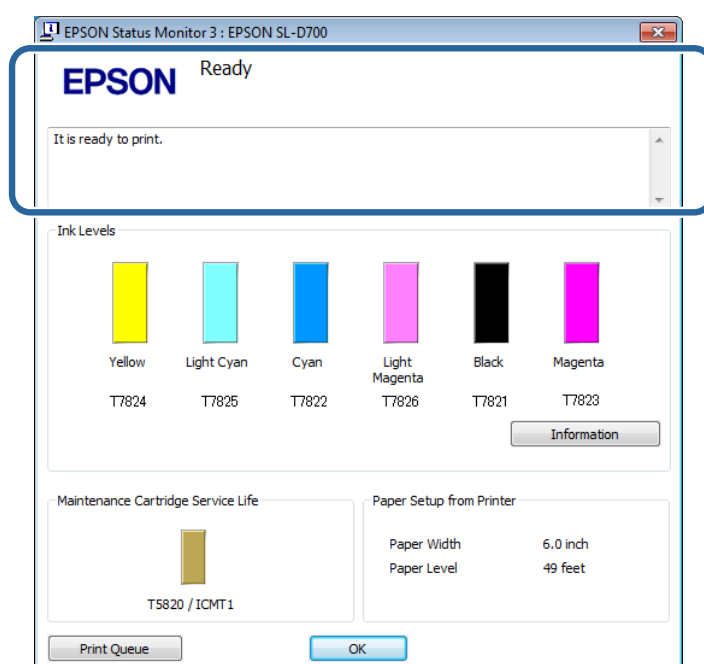 EPSON Status Monitor 3 : EPSON SL-D700
EPSON
Ready
It is ready to print.
Ink Levels
Yellow Light Cyan Cyan Light Magenta Black Magenta
T7824 T7825 T7822 T7826 T7821 T7823
Information
Maintenance Cartridge Service Life
T5820 / ICMT1
Paper Setup from Printer
Paper Width 6.0 inch
Paper Level 49 feet
Print Queue
OK